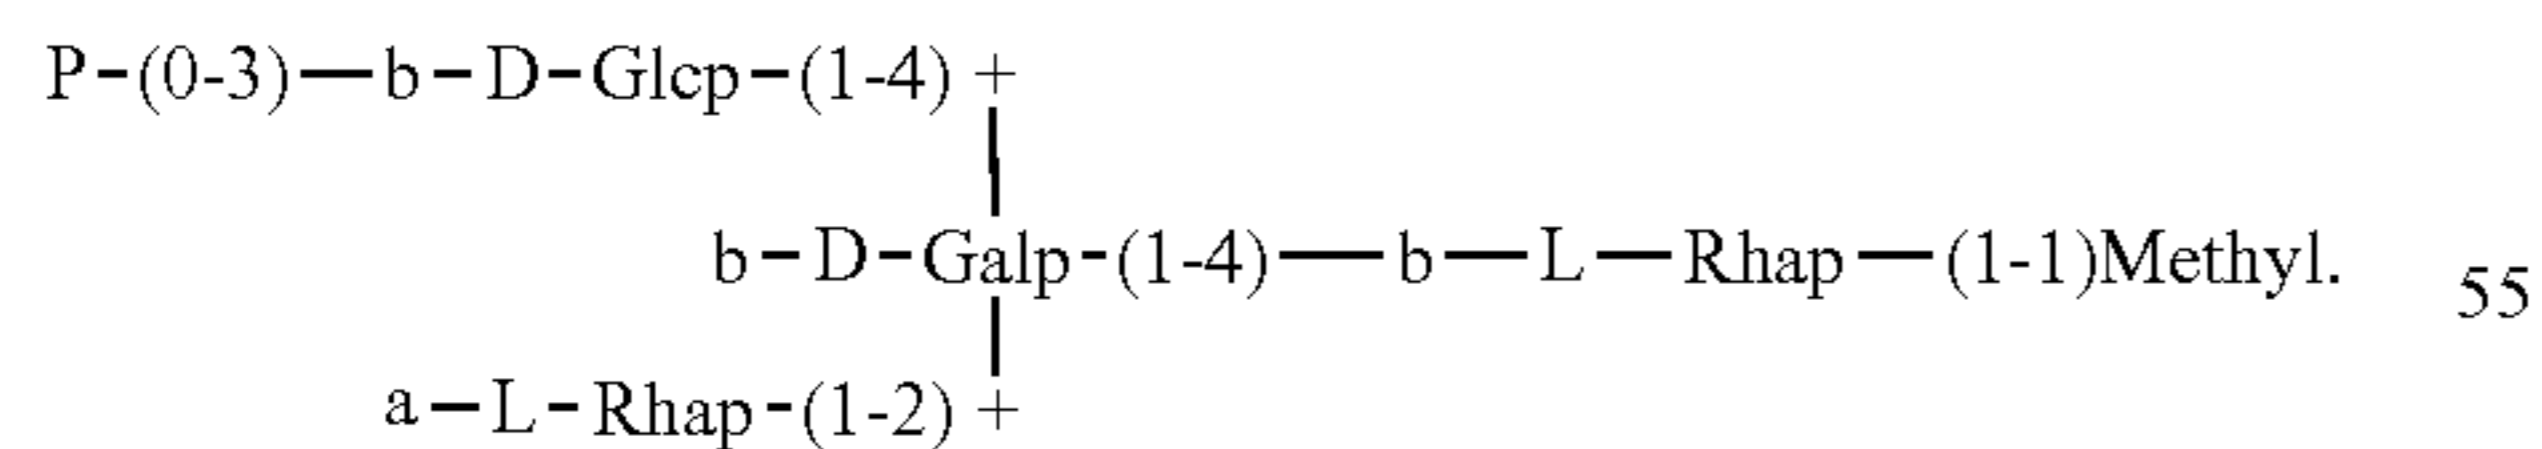 P-(0-3)—b-D-Glcp-(1-4) +
b-D-Galp-(1-4)—b—L—Rhap—(1-1)Methyl.
55
a—L-Rhap-(1-2) +